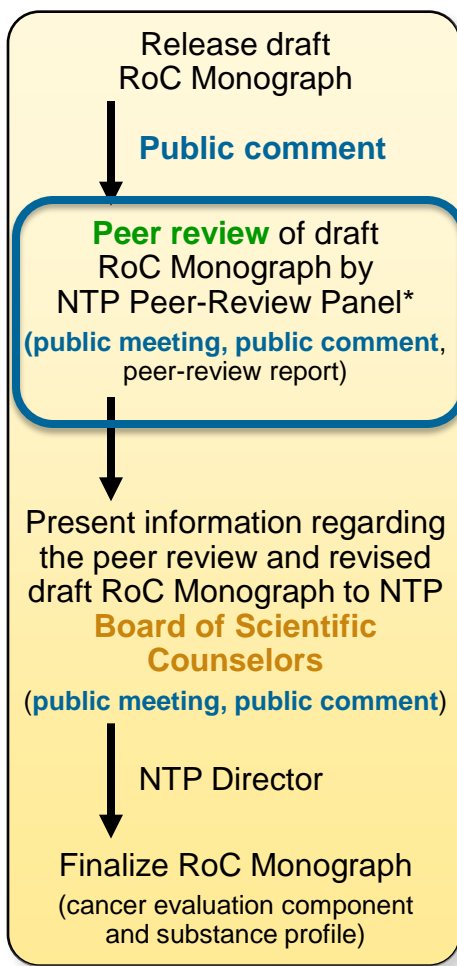 Release draft
RoC Monograph
Public comment
Peer review of draft
RoC Monograph by
NTP Peer-Review Panel*
(public meeting, public comment,
peer-review report)
Present information regarding
the peer review and revised
draft RoC Monograph to NTP
Board of Scientific
Counselors
(public meeting, public comment)
NTP Director
Finalize RoC Monograph
(cancer evaluation component
and substance profile)